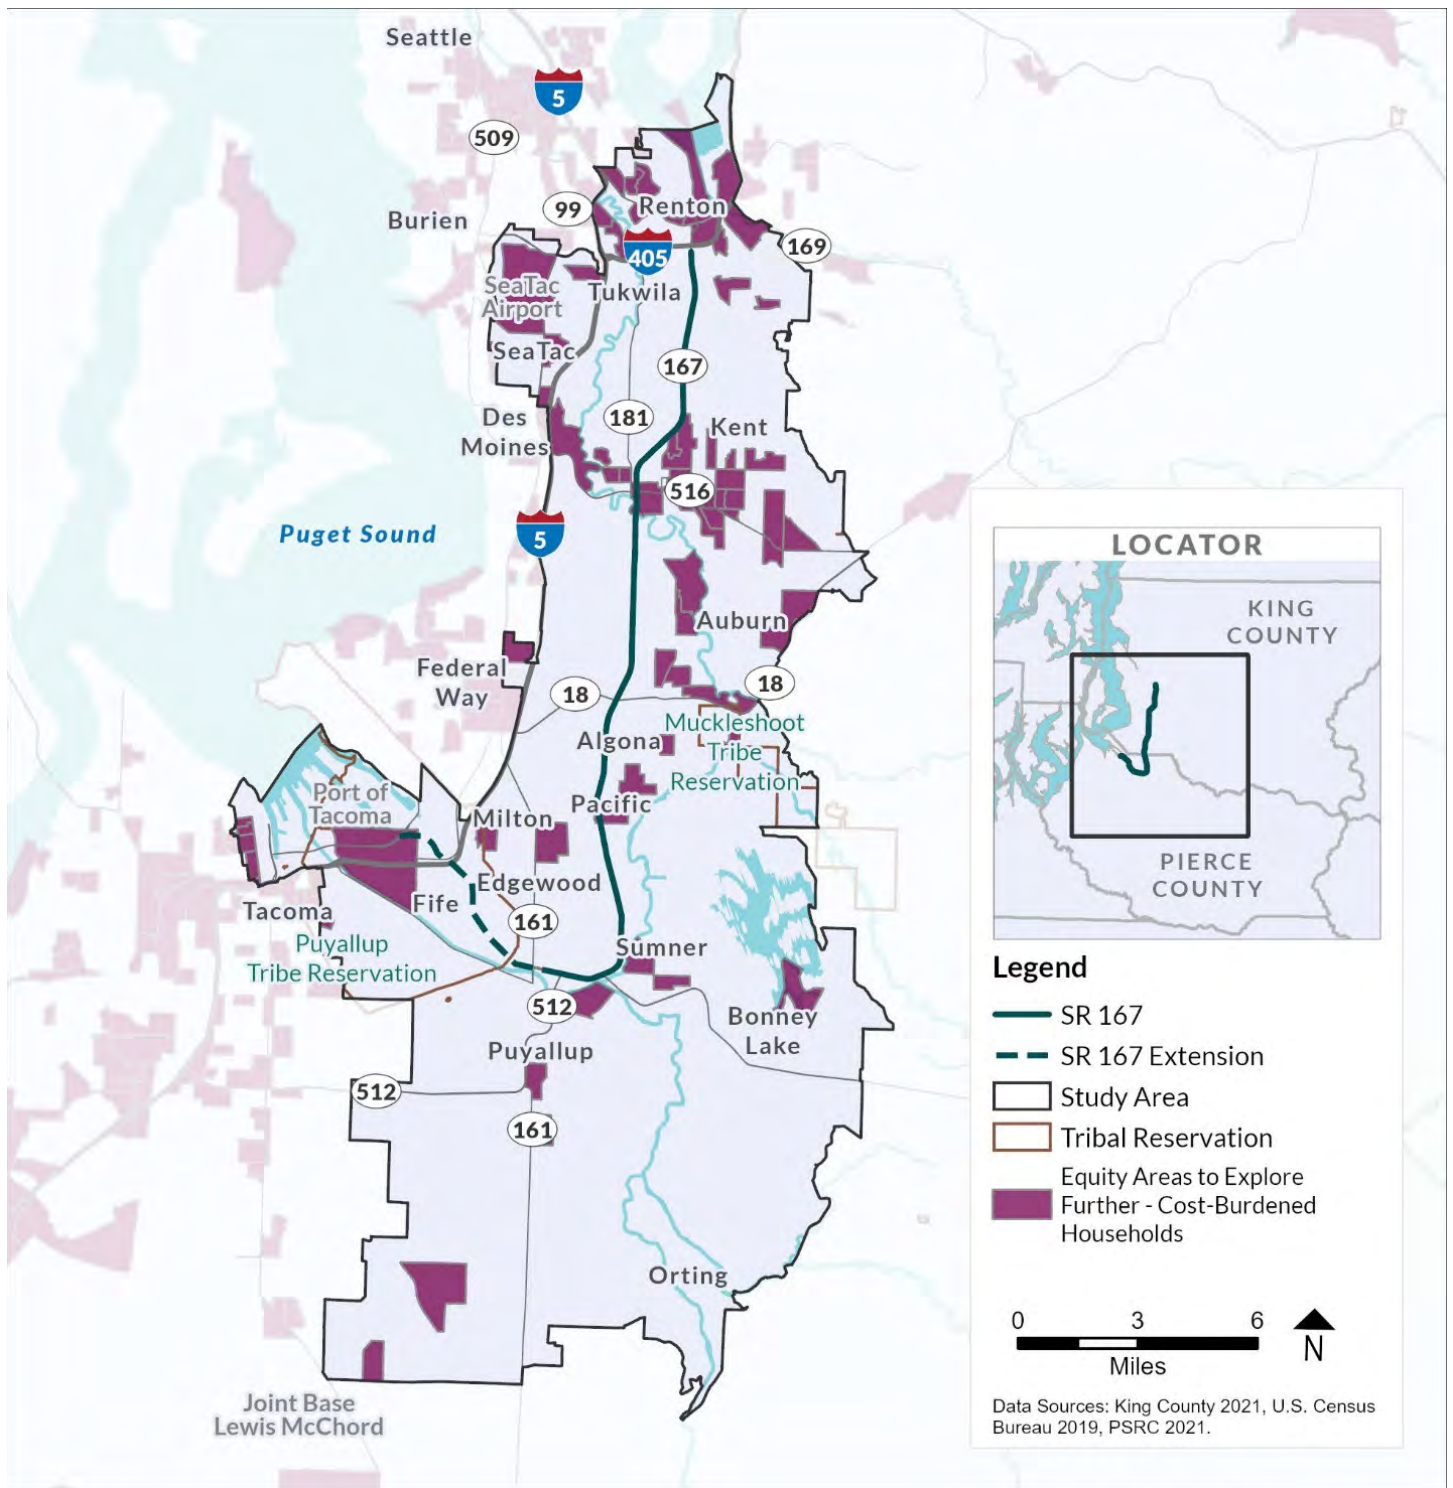 Seattle
5
509
99
Renton
Burien
405
169
SeaTac
Airport
Tukwila
SeaTac
167
Des
Moines
181
Kent
516
Puget Sound
5
Auburn
Federal
Way
18
18
Muckleshoot
Tribe
Reservation
Algona
Port of
Tacoma
Pacific
Milton
Edgewood
Fife
Tacoma
161
Puyallup
Tribe Reservation
Sumner
512
Bonney
Lake
Puyallup
512
161
Orting
Joint Base
Lewis McChord
LOCATOR
KING
COUNTY
PIERCE
COUNTY
Legend
SR 167
SR 167 Extension
Study Area
Tribal Reservation
Equity Areas to Explore
Further - Cost-Burdened
Households
0 3 6
Miles
N
Data Sources: King County 2021, U.S. Census
Bureau 2019, PSRC 2021.